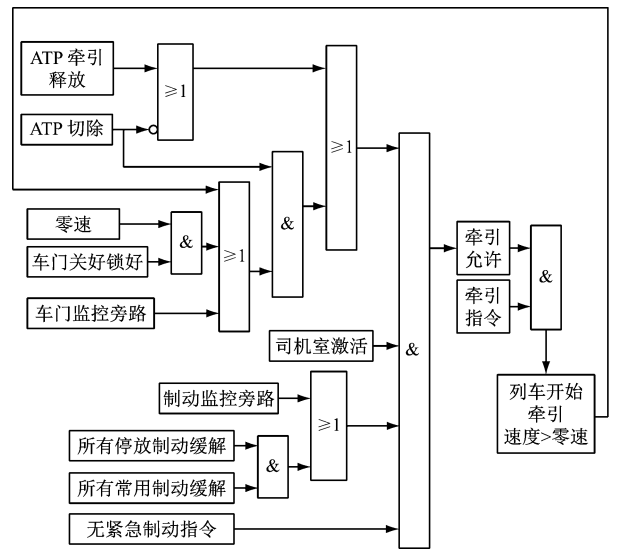 ATP 牵引
释放
≥1
ATP 切除
≥1
&
零速
&
≥1
车门关好锁好
车门监控旁路
牵引
允许
&
牵引
指令
司机室激活
&
制动监控旁路
≥1
列车开始
牵引
速度>零速
所有停放制动缓解
&
所有常用制动缓解
无紧急制动指令